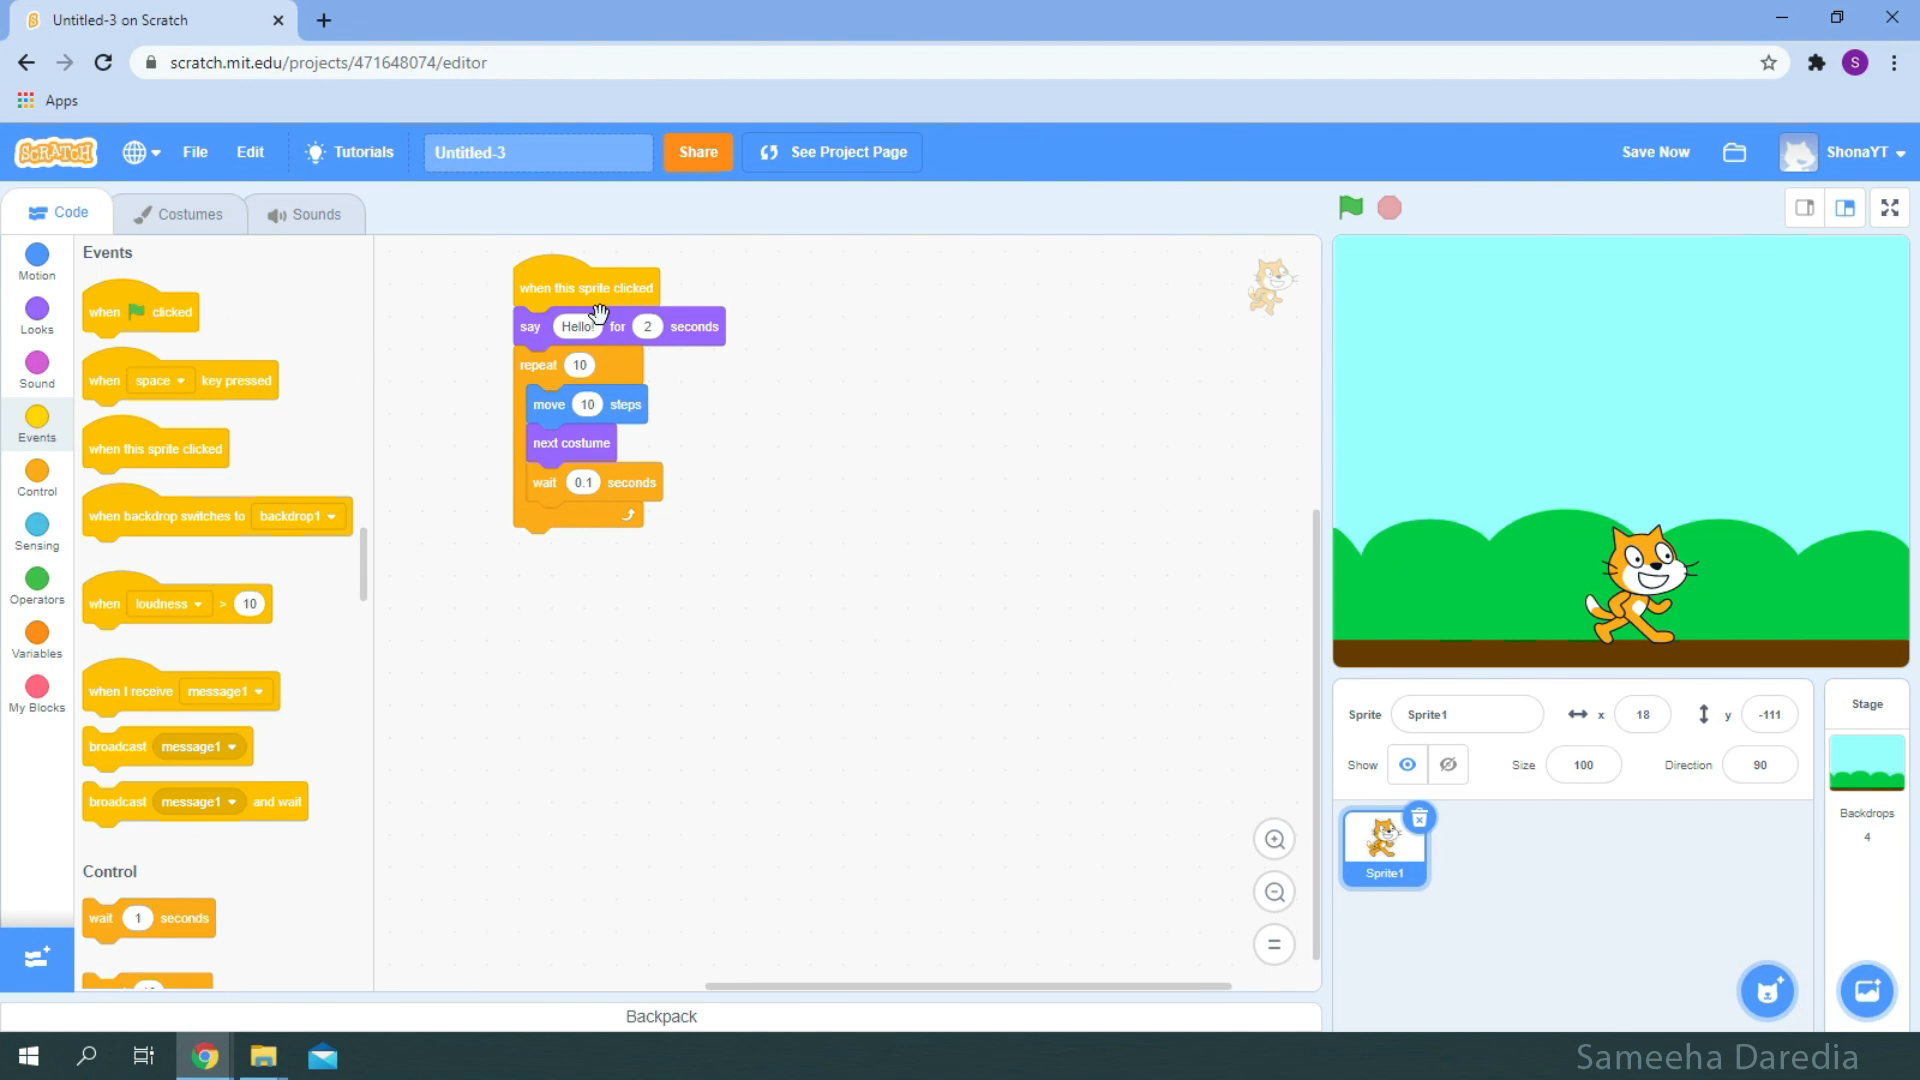 Untitled-3 on Scratch
scratch.mit.edu/projects/471648074/editor
S
Apps
SCRATCH
File
Edit
Tutorials
Untitled-3
Share
See Project Page
Save Now
ShonaYT
Code
Costumes
Sounds
Motion
Looks
Sound
Events
Control
Sensing
Operators
Variables
My Blocks
Events
when clicked
when space key pressed
when this sprite clicked
when backdrop switches to backdrop1
when loudness > 10
when I receive message1
broadcast message1
broadcast message1 and wait
Control
wait 1 seconds
when this sprite clicked
say Hello! for 2 seconds
repeat 10
move 10 steps
next costume
wait 0.1 seconds
Sprite Sprite1 x 18 y -111
Show Size 100 Direction 90
Sprite1
Stage
Backdrops
4
Backpack
Sameeha Daredia